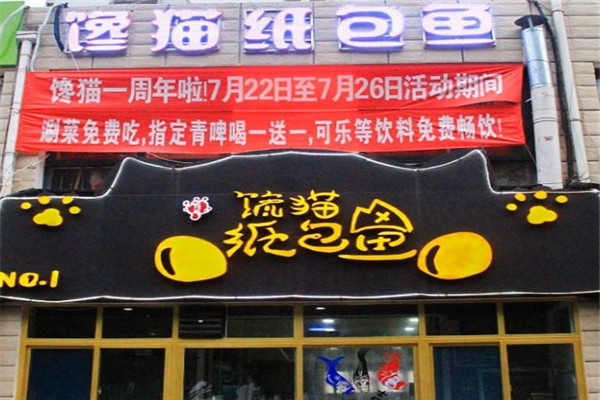 馋猫纸包鱼
馋猫一周年啦!7月22日至7月26日活动期间
涮菜免费吃,指定青啤喝一送一,可乐等饮料免费畅饮!
馋猫
纸包鱼
NO.1